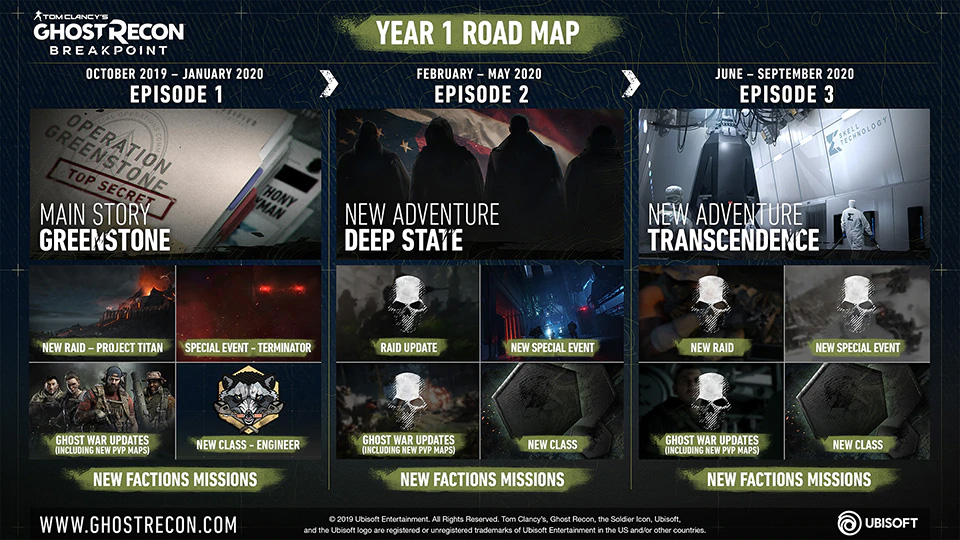 TOM CLANCY'S
GHOST RECON
BREAKPOINT
YEAR 1 ROAD MAP
OCTOBER 2019 – JANUARY 2020
EPISODE 1
OPERATION
GREENSTONE
TOP SECRET
MAIN STORY
GREENSTONE
NEW RAID – PROJECT TITAN
SPECIAL EVENT - TERMINATOR
GHOST WAR UPDATES
(INCLUDING NEW PVP MAPS)
NEW CLASS - ENGINEER
NEW FACTIONS MISSIONS
FEBRUARY – MAY 2020
EPISODE 2
NEW ADVENTURE
DEEP STATE
RAID UPDATE
NEW SPECIAL EVENT
GHOST WAR UPDATES
(INCLUDING NEW PVP MAPS)
NEW CLASS
NEW FACTIONS MISSIONS
JUNE – SEPTEMBER 2020
EPISODE 3
SKELL
TECHNOLOGY
NEW ADVENTURE
TRANSCENDENCE
NEW RAID
NEW SPECIAL EVENT
GHOST WAR UPDATES
(INCLUDING NEW PVP MAPS)
NEW CLASS
NEW FACTIONS MISSIONS
WWW.GHOSTRECON.COM
© 2019 Ubisoft Entertainment. All Rights Reserved. Tom Clancy's, Ghost Recon, the Soldier Icon, Ubisoft,
and the Ubisoft logo are registered or unregistered trademarks of Ubisoft Entertainment in the US and/or other countries.
UBISOFT